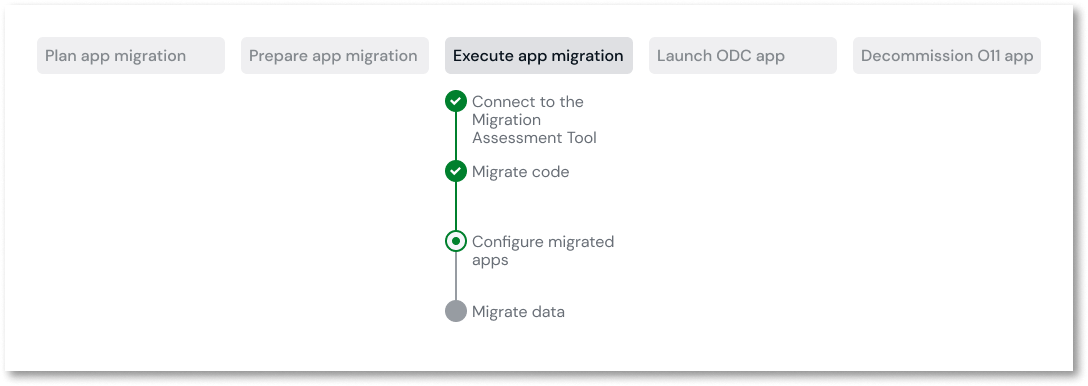 Plan app migration
Prepare app migration
Execute app migration
Launch ODC app
Decommission O11 app
Connect to the
Migration
Assessment Tool
Migrate code
Configure migrated
apps
Migrate data